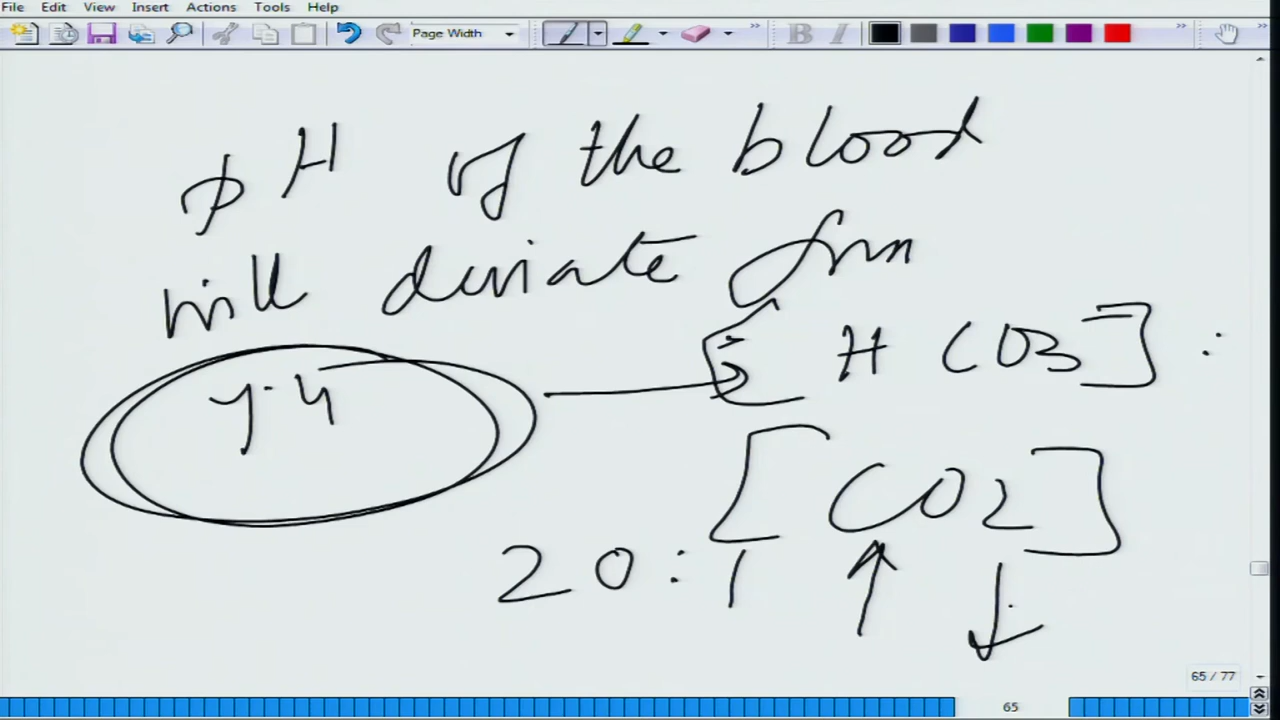 File Edit View Insert Actions Tools Help
Page Width
pH of the blood
will deviate from
7.4 [HCO3-] :
[CO2]
20:1
65 / 77
65